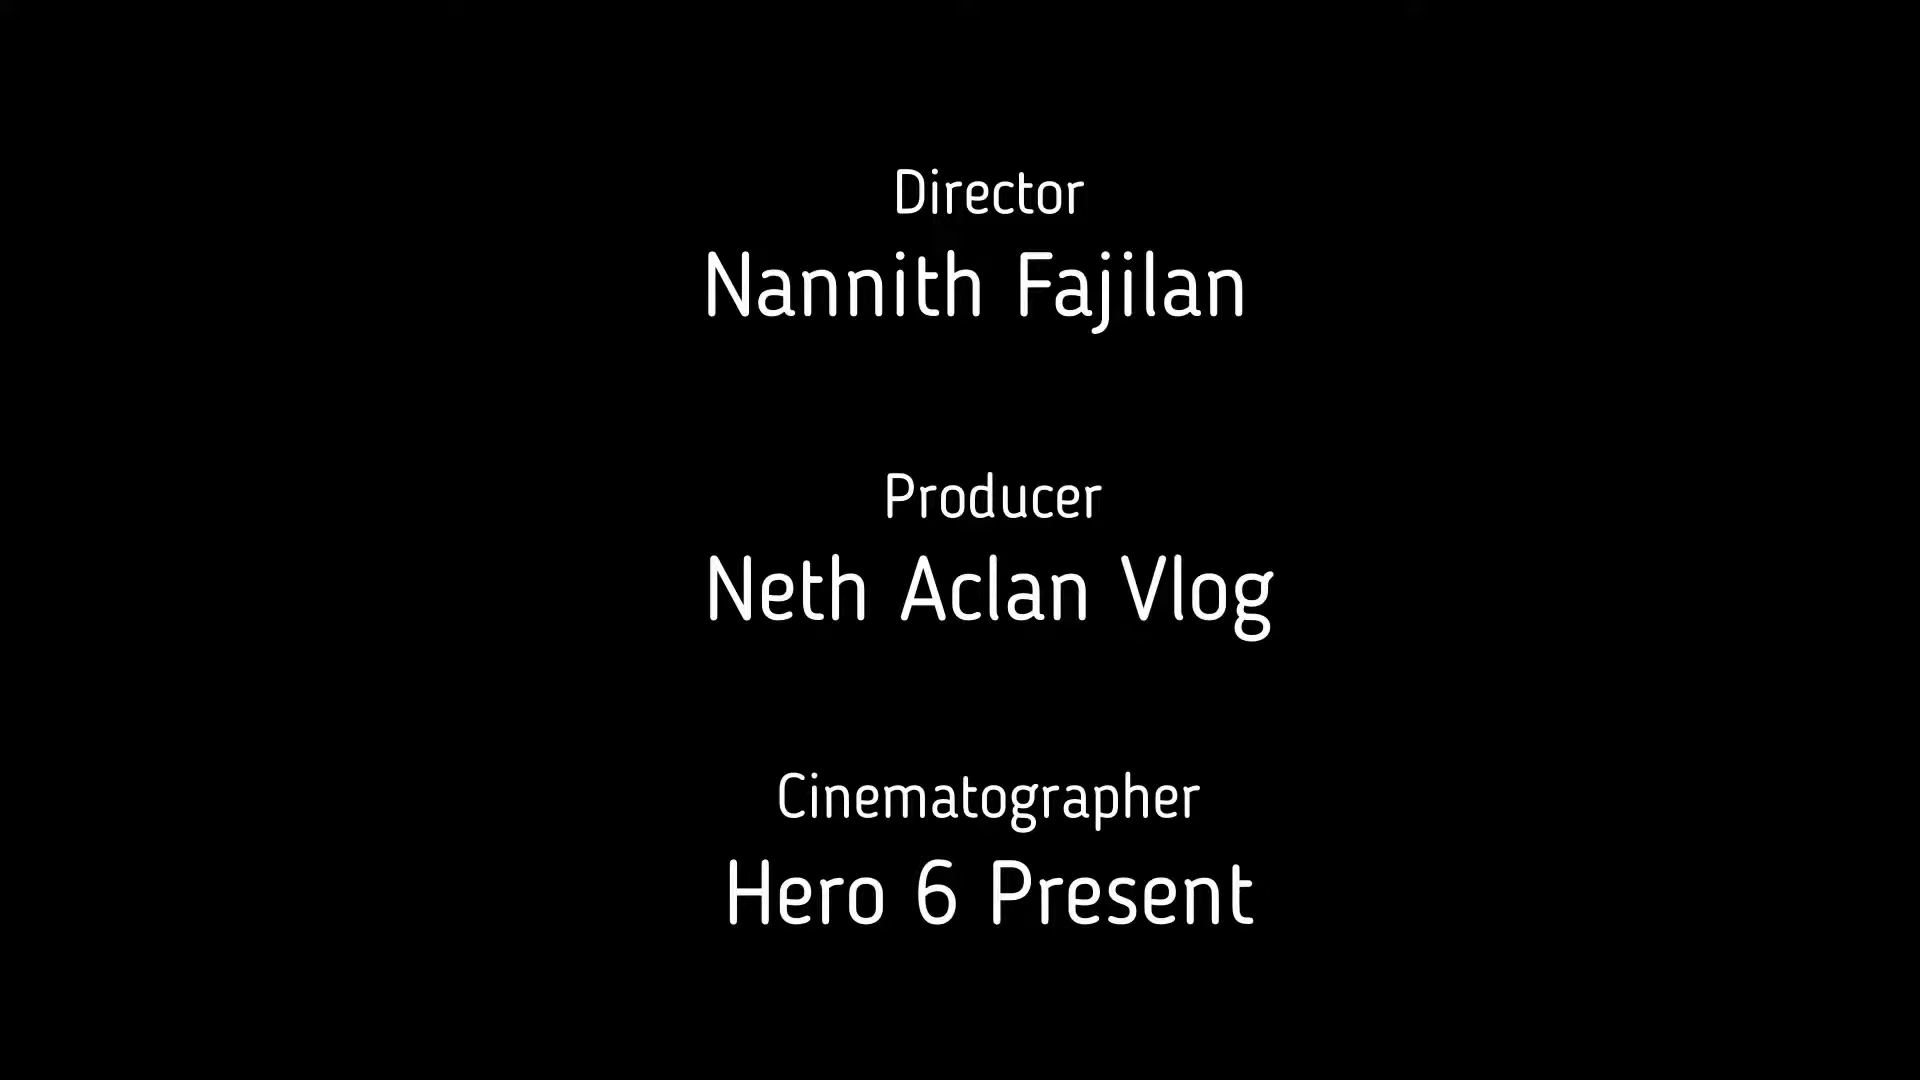 Director
Nannith Fajilan
Producer
Neth Aclan Vlog
Cinematographer
Hero 6 Present